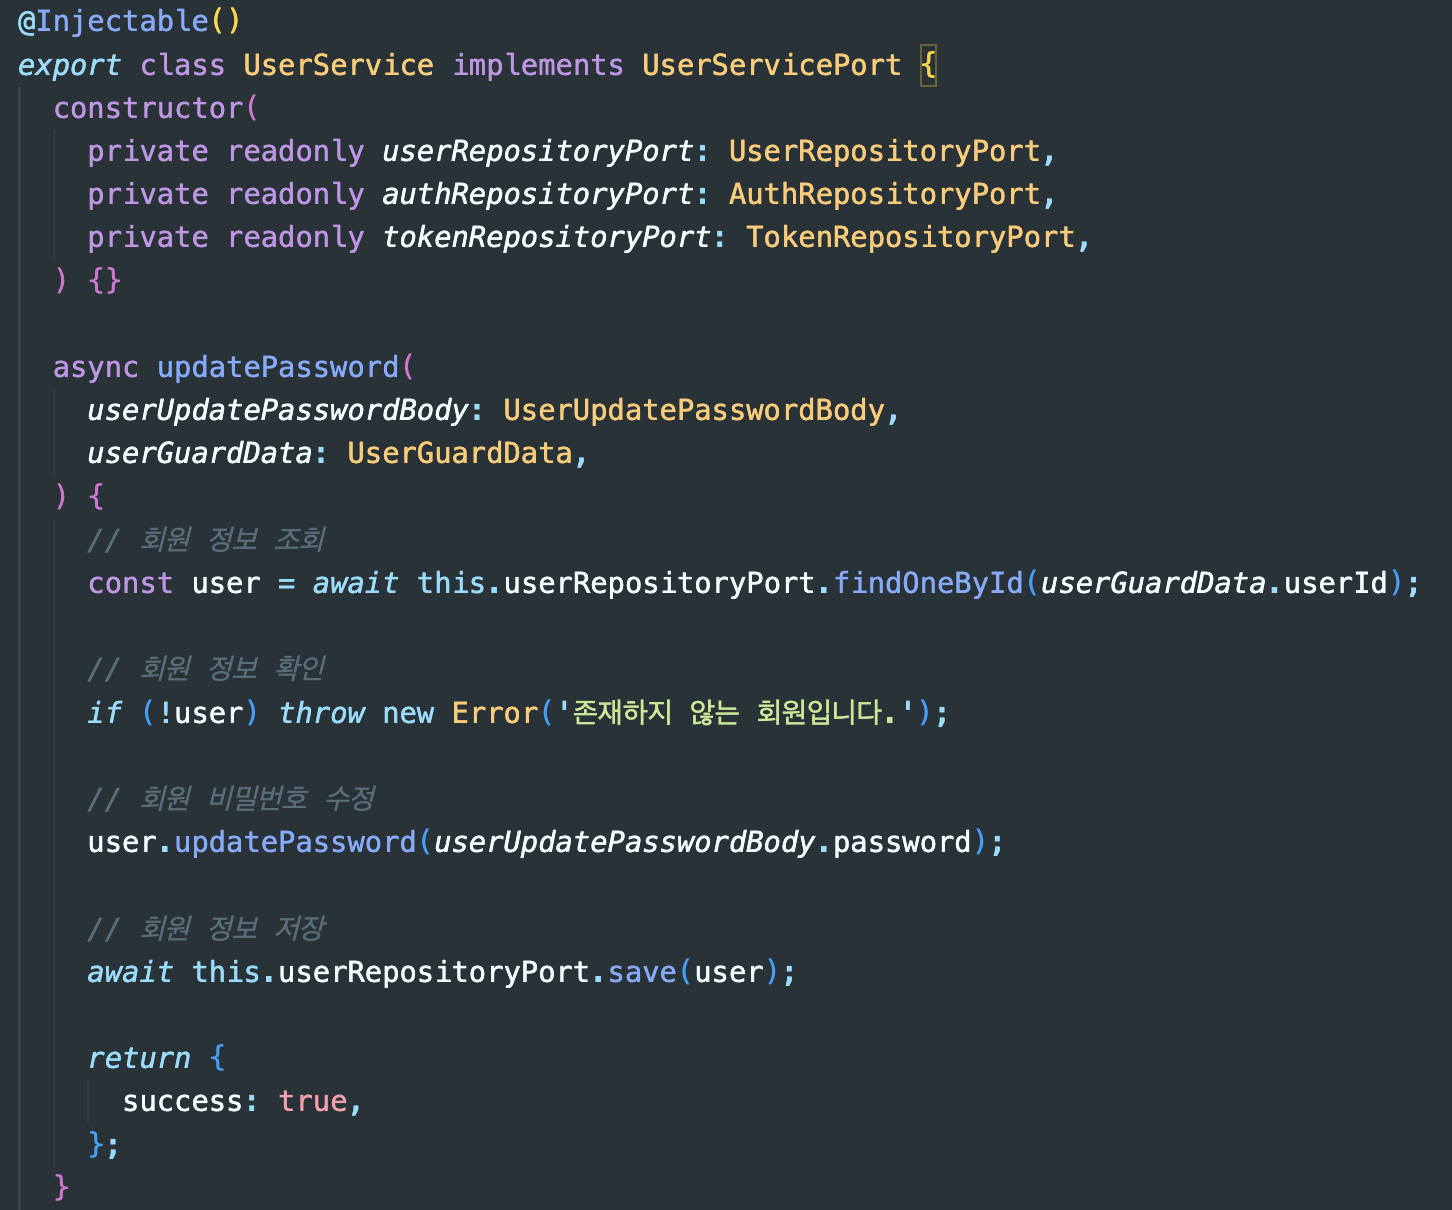 @Injectable()
export class UserService implements UserServicePort {
constructor(
private readonly userRepositoryPort: UserRepositoryPort,
private readonly authRepositoryPort: AuthRepositoryPort,
private readonly tokenRepositoryPort: TokenRepositoryPort,
) {}
async updatePassword(
userUpdatePasswordBody: UserUpdatePasswordBody,
userGuardData: UserGuardData,
) {
// 회원 정보 조회
const user = await this.userRepositoryPort.findOneById(userGuardData.userId);
// 회원 정보 확인
if (!user) throw new Error('존재하지 않는 회원입니다.');
// 회원 비밀번호 수정
user.updatePassword(userUpdatePasswordBody.password);
// 회원 정보 저장
await this.userRepositoryPort.save(user);
return {
success: true,
};
}